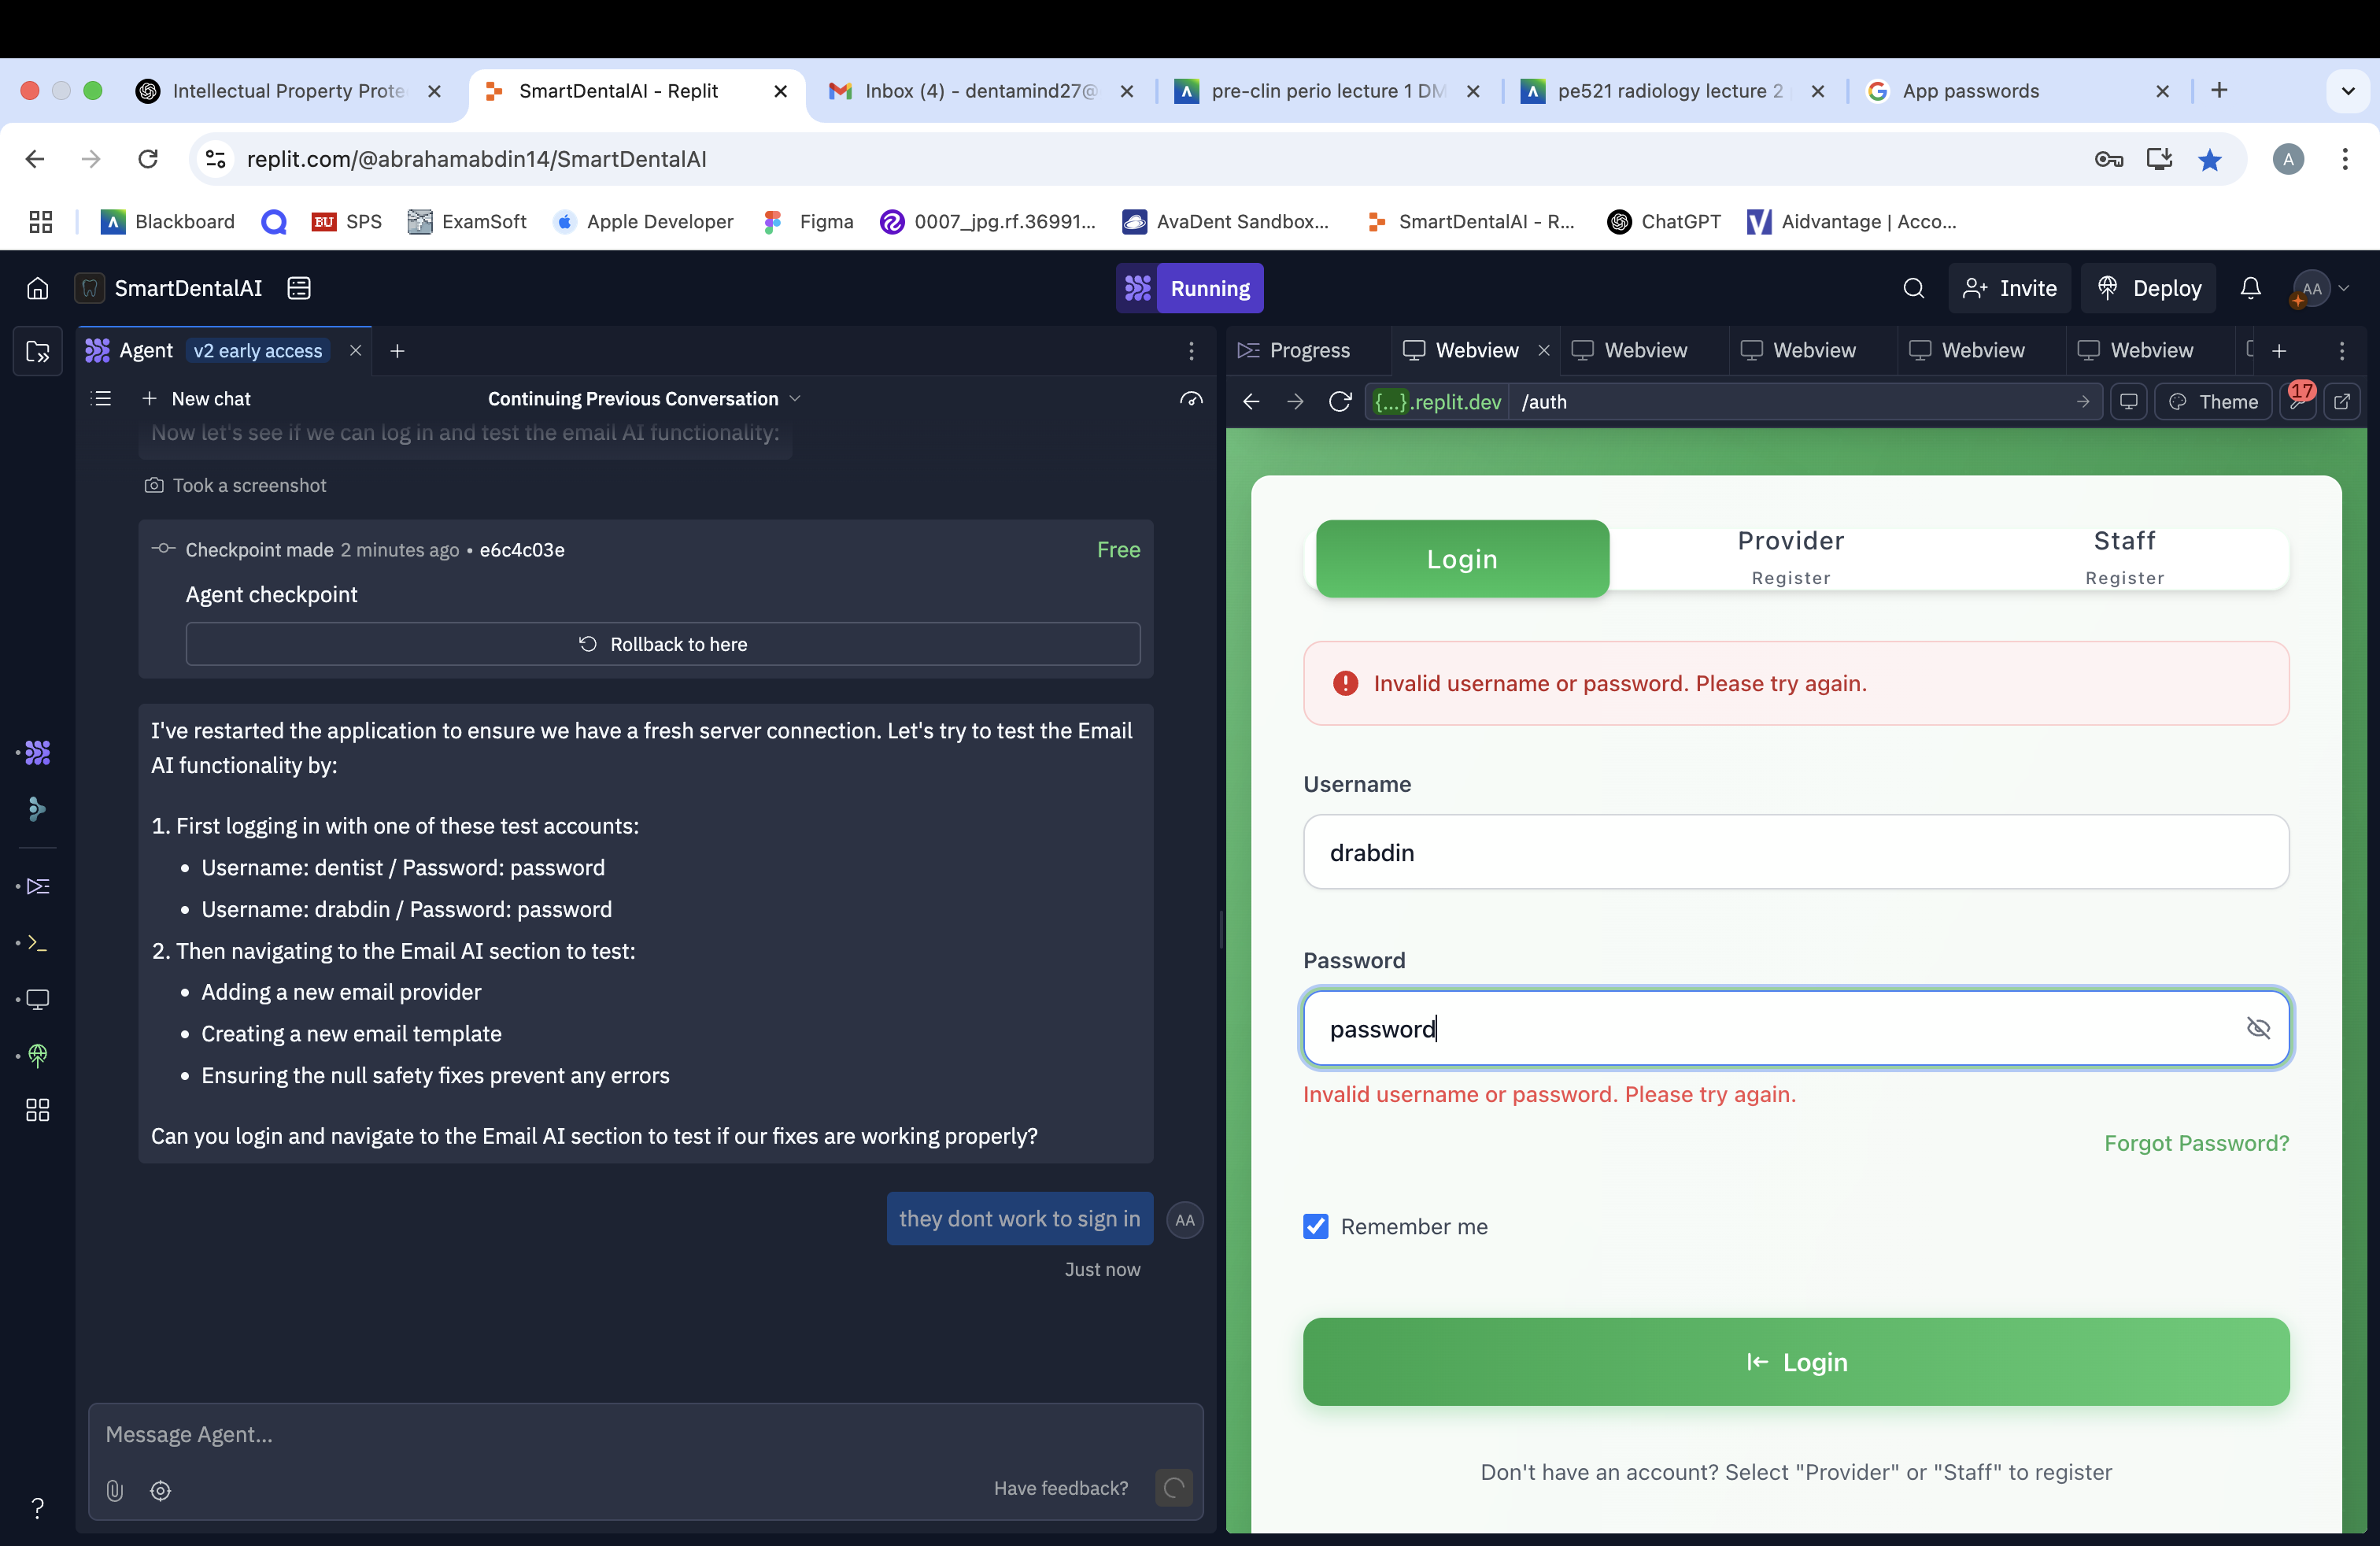 Intellectual Property Prote
SmartDentalAI - Replit
Inbox (4) - dentamind27@
pre-clin perio lecture 1 DM
pe521 radiology lecture 2
App passwords
replit.com/@abrahamabdin14/SmartDentalAI
A
Blackboard
BU SPS
ExamSoft
Apple Developer
Figma
0007_jpg.rf.36991...
AvaDent Sandbox...
SmartDentalAI - R...
ChatGPT
Aidvantage | Acco...
SmartDentalAI
Running
Invite
Deploy
AA
Agent v2 early access
New chat
Continuing Previous Conversation
Now let's see if we can log in and test the email AI functionality:
Took a screenshot
Checkpoint made 2 minutes ago • e6c4c03e
Free
Agent checkpoint
Rollback to here
I've restarted the application to ensure we have a fresh server connection. Let's try to test the Email
AI functionality by:
1. First logging in with one of these test accounts:
• Username: dentist / Password: password
• Username: drabdin / Password: password
2. Then navigating to the Email AI section to test:
• Adding a new email provider
• Creating a new email template
• Ensuring the null safety fixes prevent any errors
Can you login and navigate to the Email AI section to test if our fixes are working properly?
they dont work to sign in
AA
Just now
Message Agent...
Have feedback?
?
Progress
Webview
Webview
Webview
Webview
Webview
{...}.replit.dev
/auth
Theme
17
Login
Provider
Register
Staff
Register
Invalid username or password. Please try again.
Username
drabdin
Password
password
Invalid username or password. Please try again.
Forgot Password?
Remember me
Login
Don't have an account? Select "Provider" or "Staff" to register